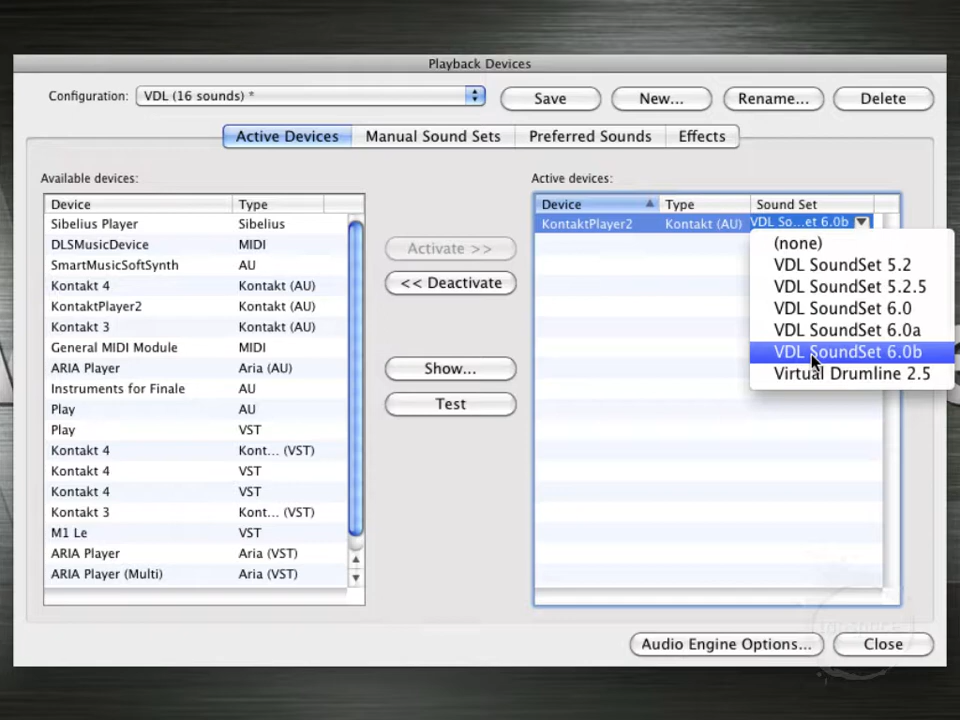 Playback Devices
Configuration: VDL (16 sounds) * Save New... Rename... Delete
Active Devices Manual Sound Sets Preferred Sounds Effects
Available devices:
Device Type
Sibelius Player Sibelius
DLSMusicDevice MIDI
SmartMusicSoftSynth AU
Kontakt 4 Kontakt (AU)
KontaktPlayer2 Kontakt (AU)
Kontakt 3 Kontakt (AU)
General MIDI Module MIDI
ARIA Player Aria (AU)
Instruments for Finale AU
Play AU
Play VST
Kontakt 4 Kont... (VST)
Kontakt 4 VST
Kontakt 4 VST
Kontakt 3 Kont... (VST)
M1 Le VST
ARIA Player Aria (VST)
ARIA Player (Multi) Aria (VST)
Activate >>
<< Deactivate
Show...
Test
Active devices:
Device Type Sound Set
KontaktPlayer2 Kontakt (AU) VDL So...et 6.0b
(none)
VDL SoundSet 5.2
VDL SoundSet 5.2.5
VDL SoundSet 6.0
VDL SoundSet 6.0a
VDL SoundSet 6.0b
Virtual Drumline 2.5
Audio Engine Options... Close